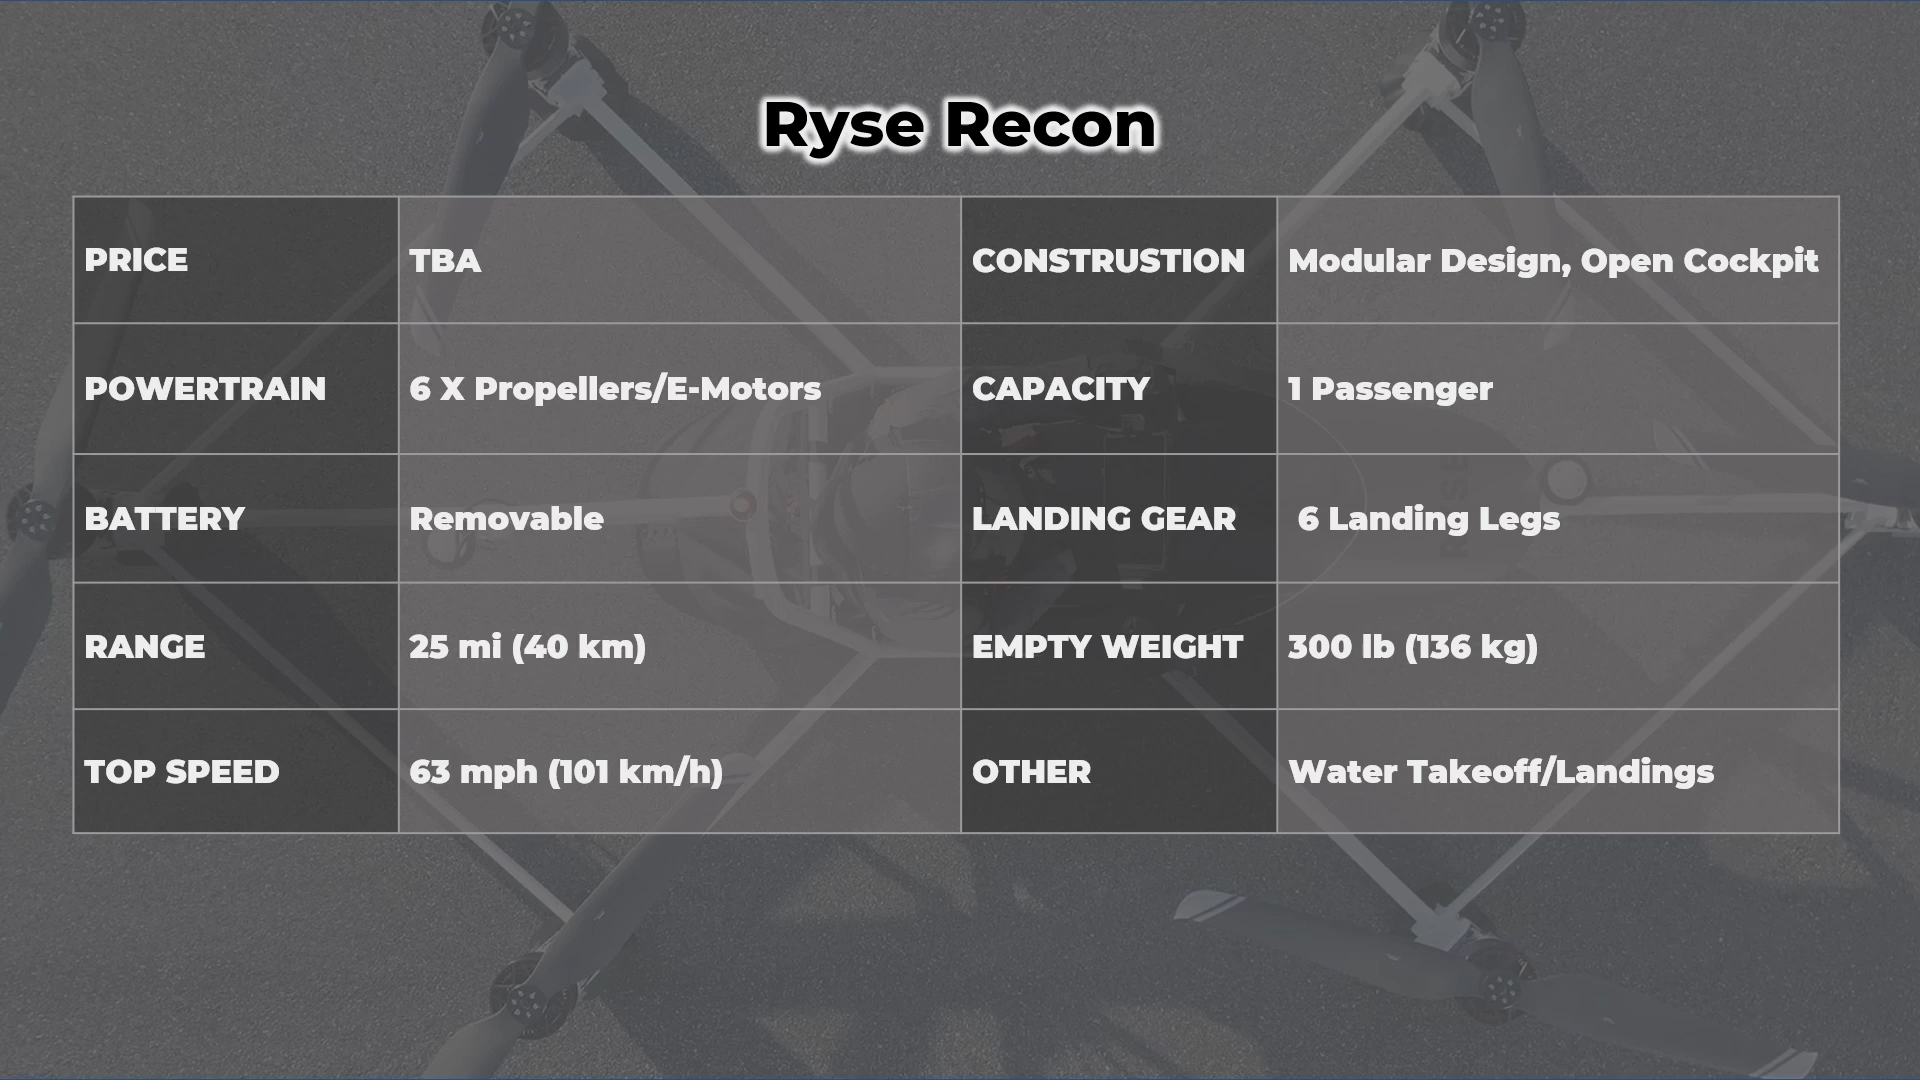 Ryse Recon
PRICE TBA CONSTRUSTION Modular Design, Open Cockpit
POWERTRAIN 6 X Propellers/E-Motors CAPACITY 1 Passenger
BATTERY Removable LANDING GEAR 6 Landing Legs
RANGE 25 mi (40 km) EMPTY WEIGHT 300 lb (136 kg)
TOP SPEED 63 mph (101 km/h) OTHER Water Takeoff/Landings
RYSE